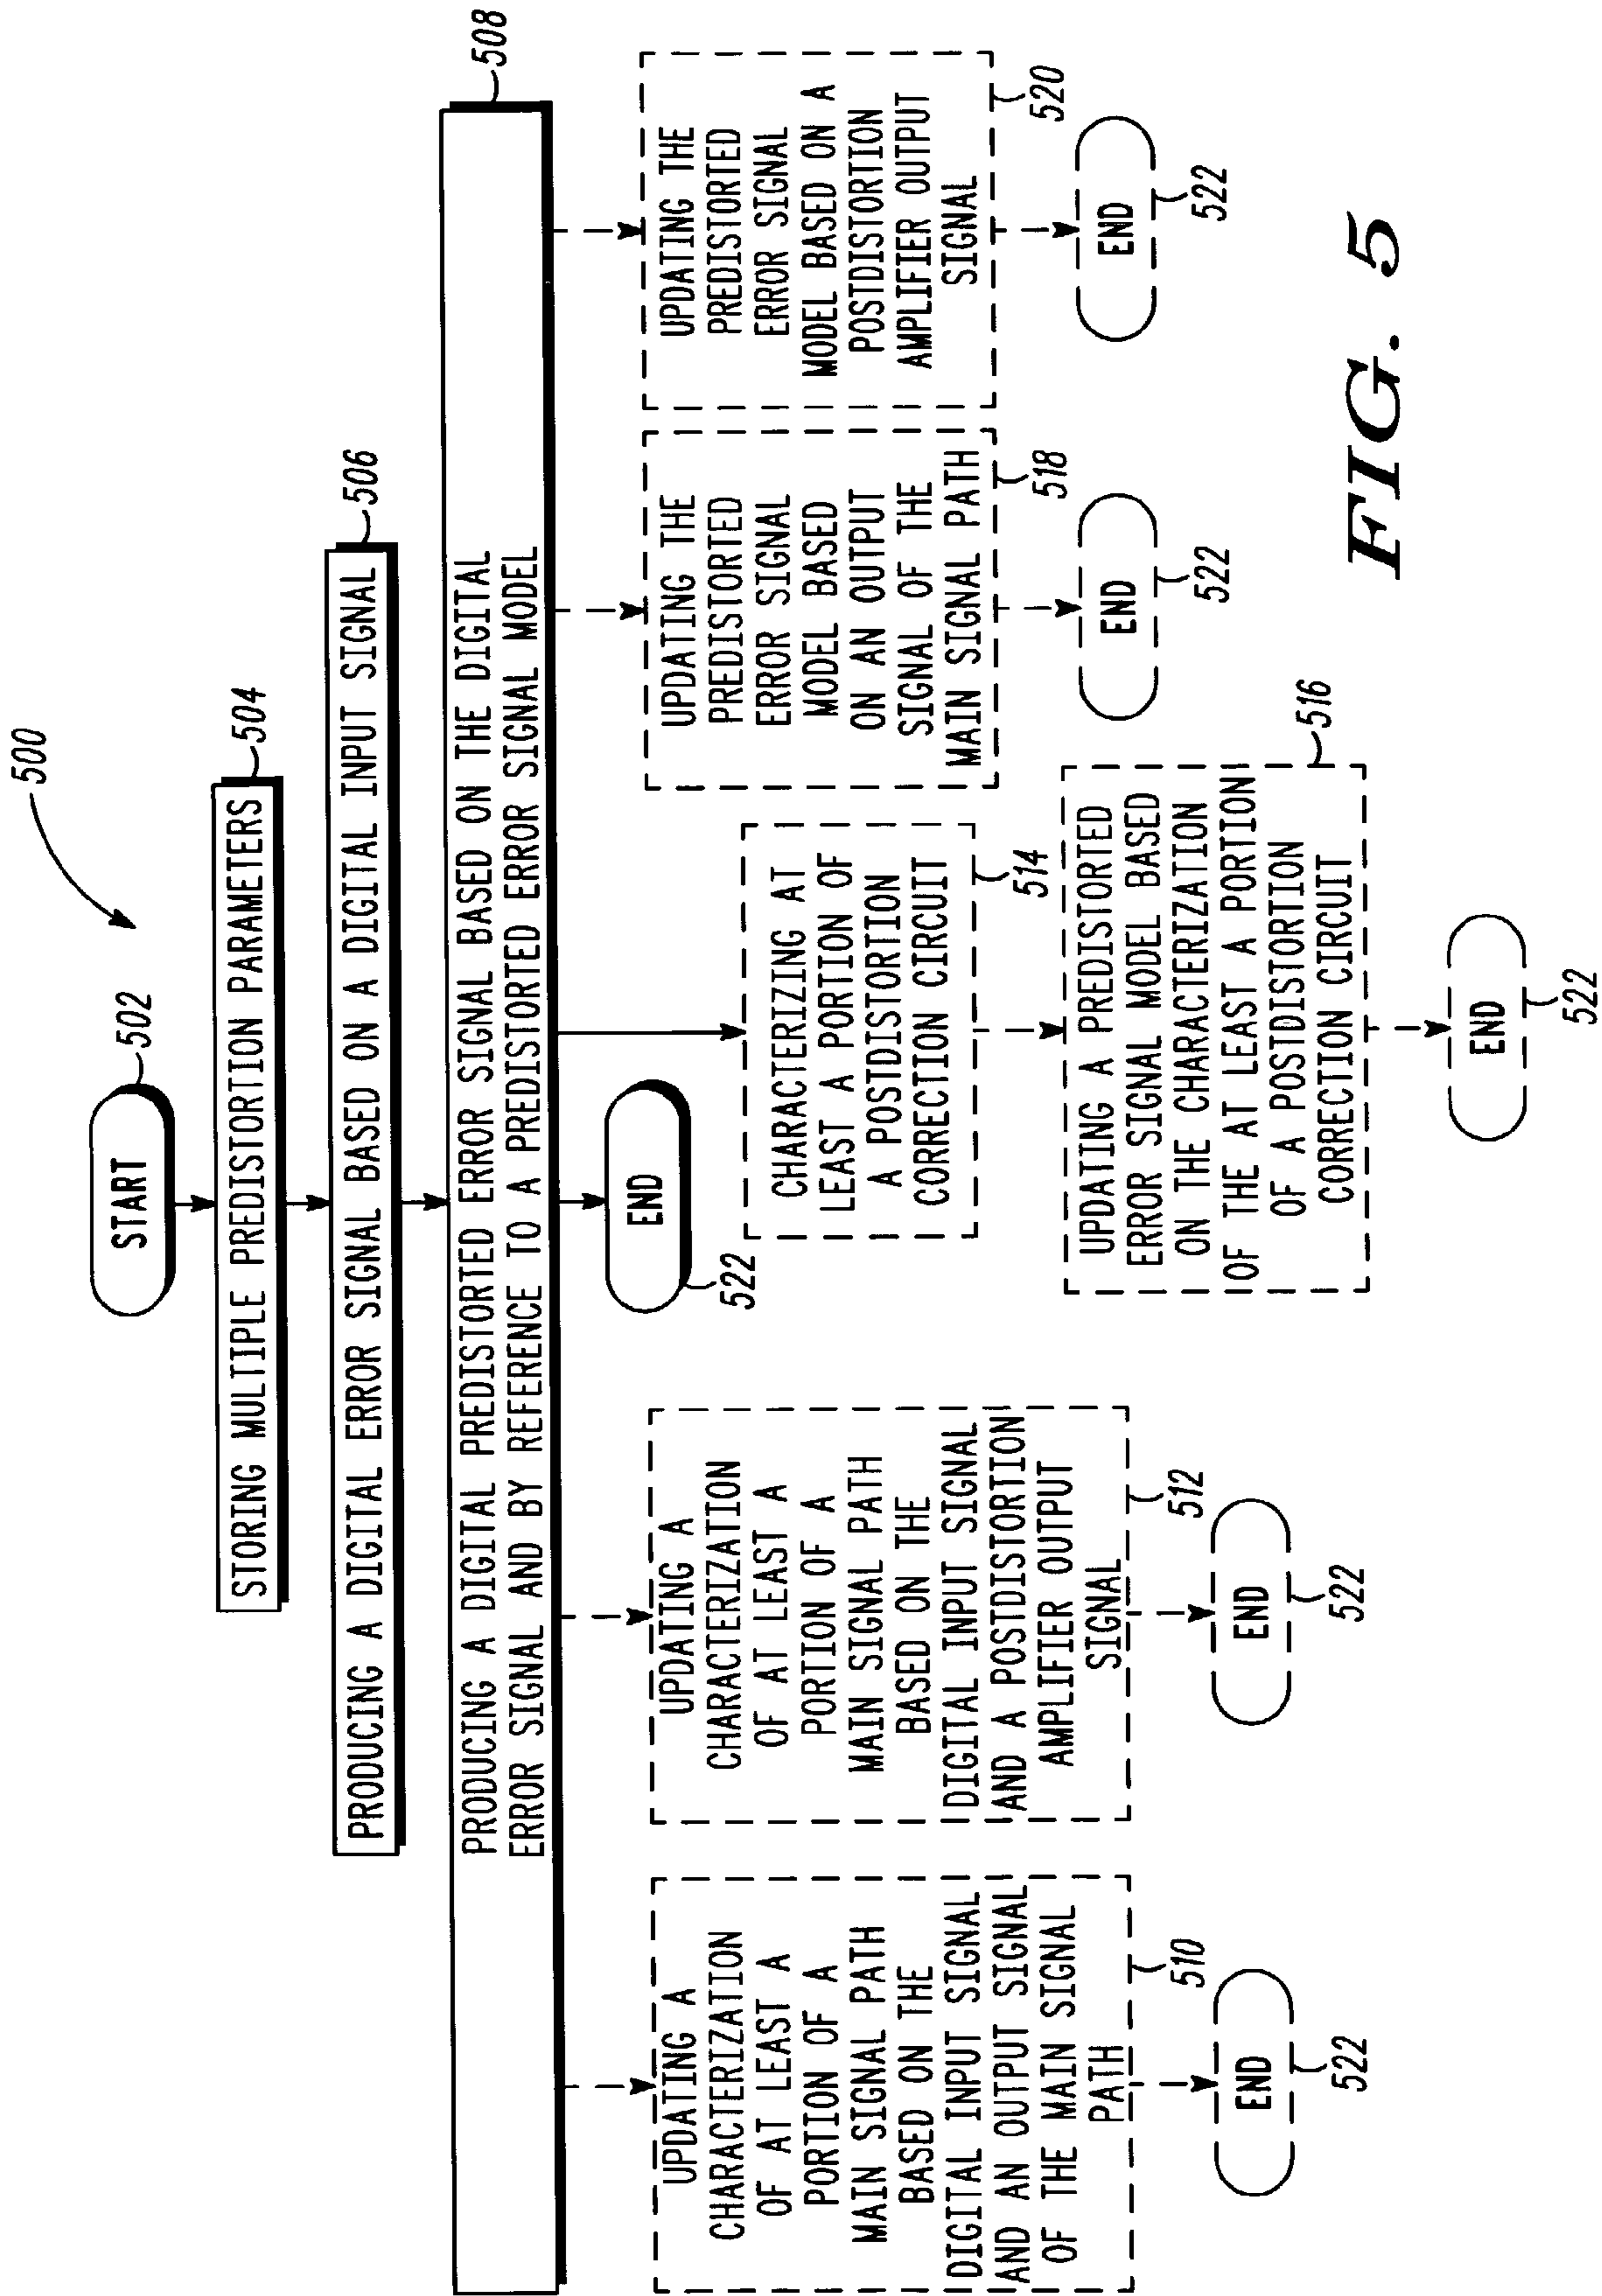 500
START
502
STORING MULTIPLE PREDISTORTION PARAMETERS
504
PRODUCING A DIGITAL ERROR SIGNAL BASED ON A DIGITAL INPUT SIGNAL
506
PRODUCING A DIGITAL PREDISTORTED ERROR SIGNAL BASED ON THE DIGITAL
ERROR SIGNAL AND BY REFERENCE TO A PREDISTORTED ERROR SIGNAL MODEL
508
END
522
UPDATING A
CHARACTERIZATION
OF AT LEAST A
PORTION OF A
MAIN SIGNAL PATH
BASED ON THE
DIGITAL INPUT SIGNAL
AND AN OUTPUT SIGNAL
OF THE MAIN SIGNAL
PATH
510
END
522
UPDATING A
CHARACTERIZATION
OF AT LEAST A
PORTION OF A
MAIN SIGNAL PATH
BASED ON THE
DIGITAL INPUT SIGNAL
AND A POSTDISTORTION
AMPLIFIER OUTPUT
SIGNAL
512
END
522
CHARACTERIZING AT
LEAST A PORTION OF
A POSTDISTORTION
CORRECTION CIRCUIT
514
UPDATING A PREDISTORTED
ERROR SIGNAL MODEL BASED
ON THE CHARACTERIZATION
OF THE AT LEAST A PORTION
OF A POSTDISTORTION
CORRECTION CIRCUIT
516
END
522
UPDATING THE
PREDISTORTED
ERROR SIGNAL
MODEL BASED
ON AN OUTPUT
SIGNAL OF THE
MAIN SIGNAL PATH
518
END
522
UPDATING THE
PREDISTORTED
ERROR SIGNAL
MODEL BASED ON A
POSTDISTORTION
AMPLIFIER OUTPUT
SIGNAL
520
END
522
FIG. 5